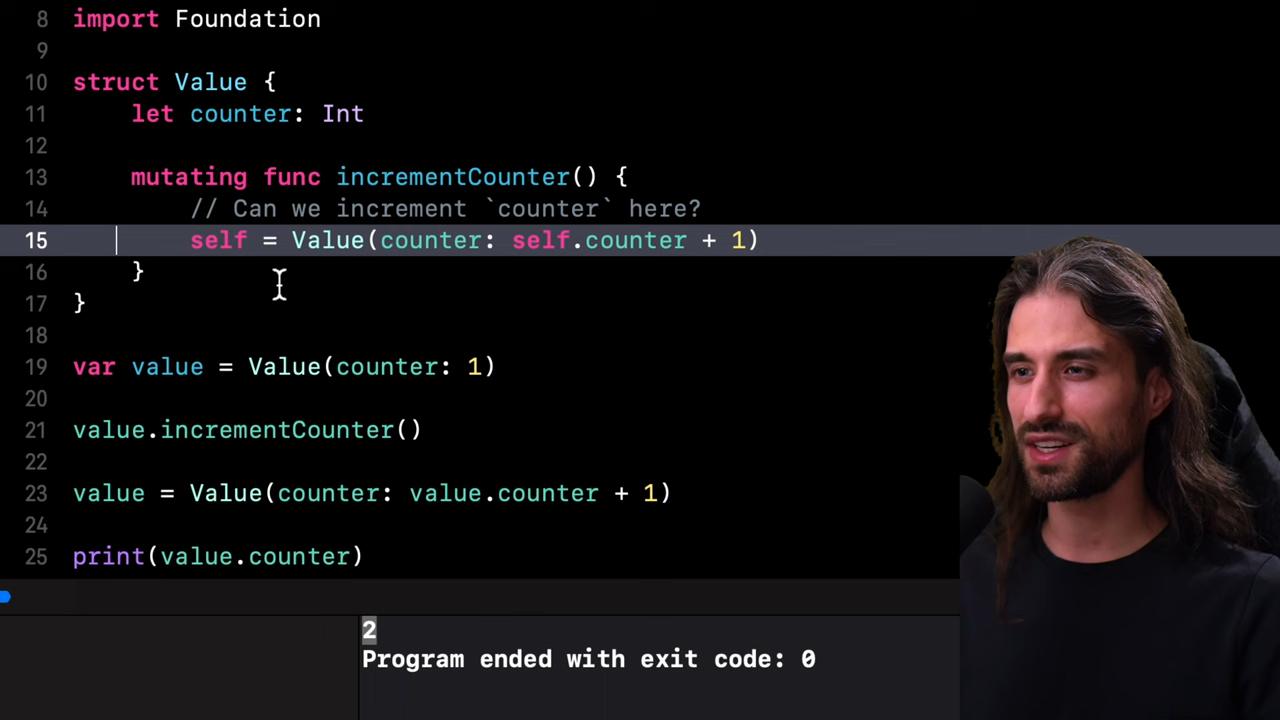 8 import Foundation
9
10 struct Value {
11 let counter: Int
12
13 mutating func incrementCounter() {
14 // Can we increment `counter` here?
15 self = Value(counter: self.counter + 1)
16 }
17 }
18
19 var value = Value(counter: 1)
20
21 value.incrementCounter()
22
23 value = Value(counter: value.counter + 1)
24
25 print(value.counter)
2
Program ended with exit code: 0